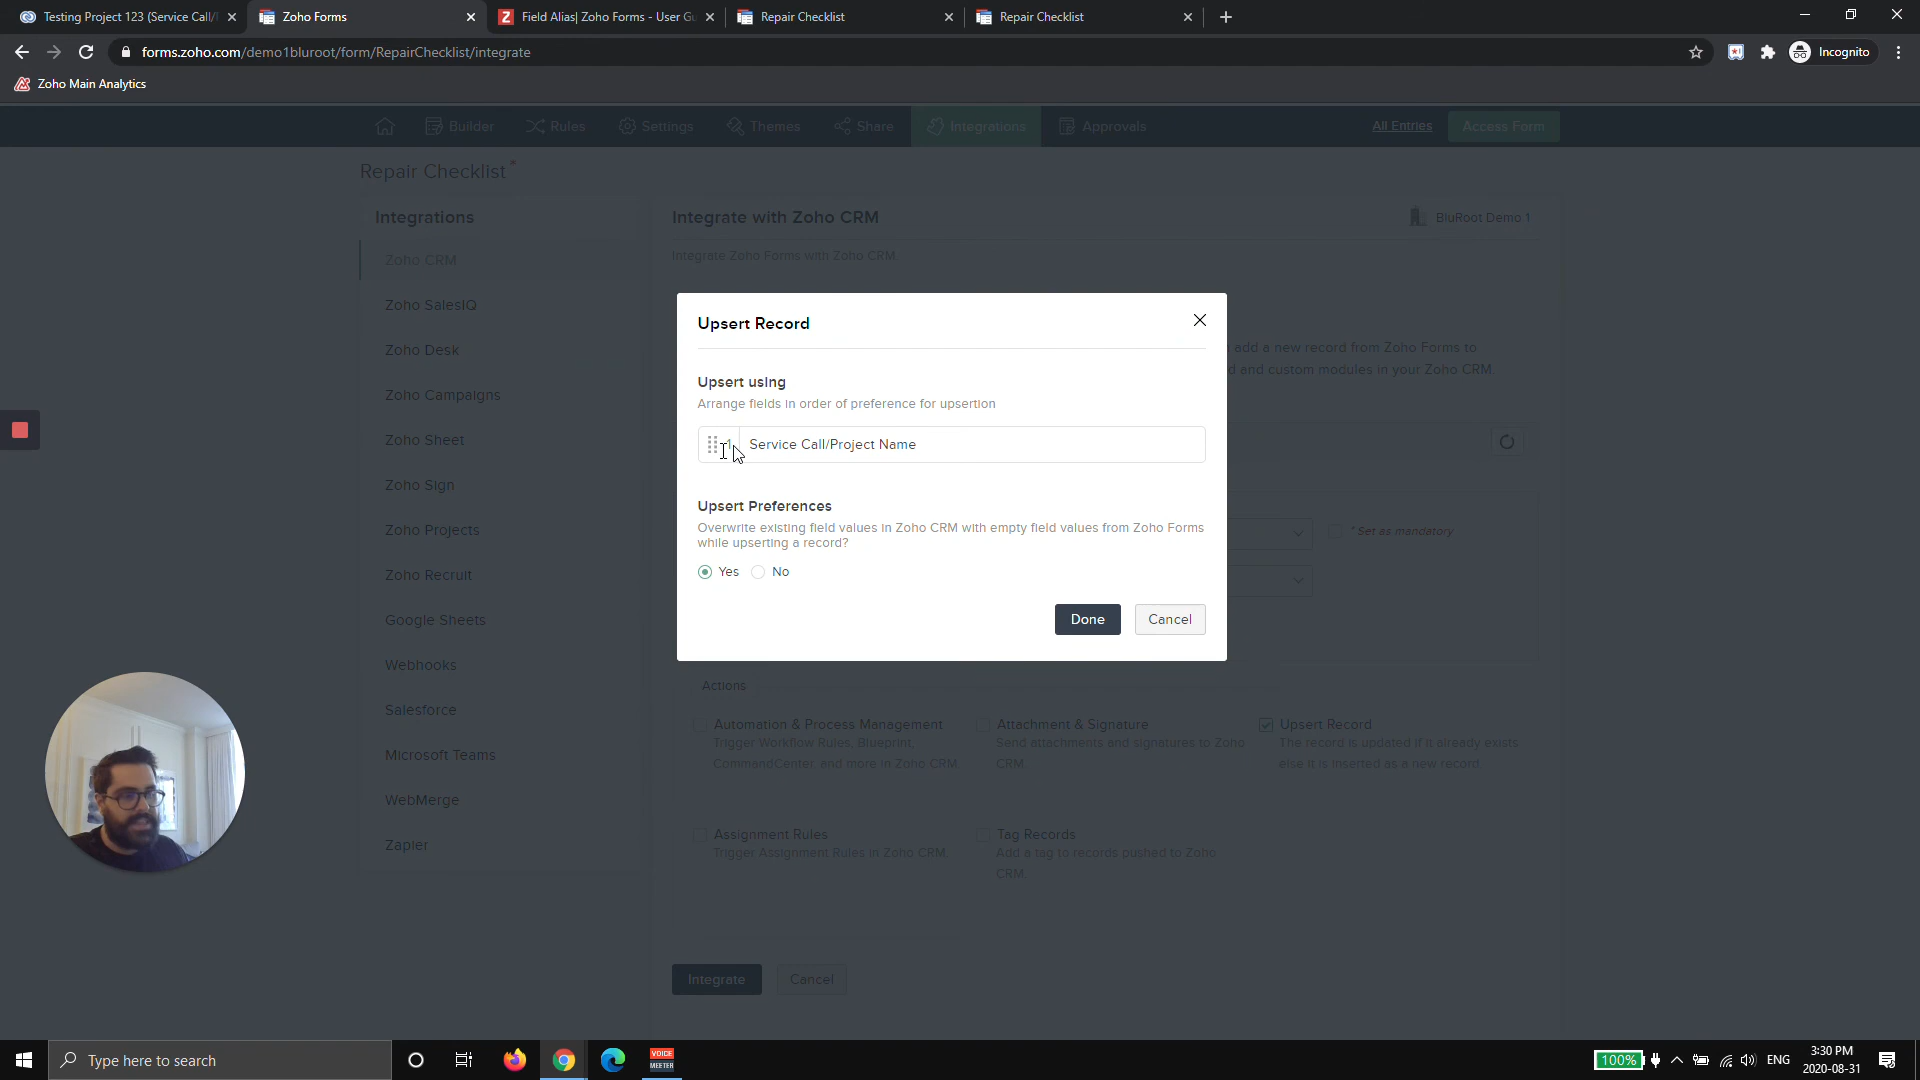 Testing Project 123 (Service Call/
Zoho Forms
Field Alias| Zoho Forms - User Gu
Repair Checklist
Repair Checklist
forms.zoho.com/demo1bluroot/form/RepairChecklist/integrate
Incognito
Zoho Main Analytics
Builder
Rules
Settings
Themes
Share
Integrations
Approvals
All Entries
Access Form
Repair Checklist *
Integrations
Zoho CRM
Zoho SalesIQ
Zoho Desk
Zoho Campaigns
Zoho Sheet
Zoho Sign
Zoho Projects
Zoho Recruit
Google Sheets
Webhooks
Salesforce
Microsoft Teams
WebMerge
Zapier
Integrate with Zoho CRM
BluRoot Demo 1
Integrate Zoho Forms with Zoho CRM
add a new record from Zoho Forms to
and custom modules in your Zoho CRM.
Upsert Record
Upsert using
Arrange fields in order of preference for upsertion
1
Service Call/Project Name
Upsert Preferences
Overwrite existing field values in Zoho CRM with empty field values from Zoho Forms
while upserting a record?
Yes
No
Done
Cancel
* Set as mandatory
Actions
Automation & Process Management
Trigger Workflow Rules, Blueprint,
CommandCenter, and more in Zoho CRM.
Attachment & Signature
Send attachments and signatures to Zoho
CRM.
Upsert Record
The record is updated if it already exists
else it is inserted as a new record
Assignment Rules
Trigger Assignment Rules in Zoho CRM.
Tag Records
Add a tag to records pushed to Zoho
CRM.
Integrate
Cancel
Type here to search
VOICE
MEETER
100%
ENG
3:30 PM
2020-08-31